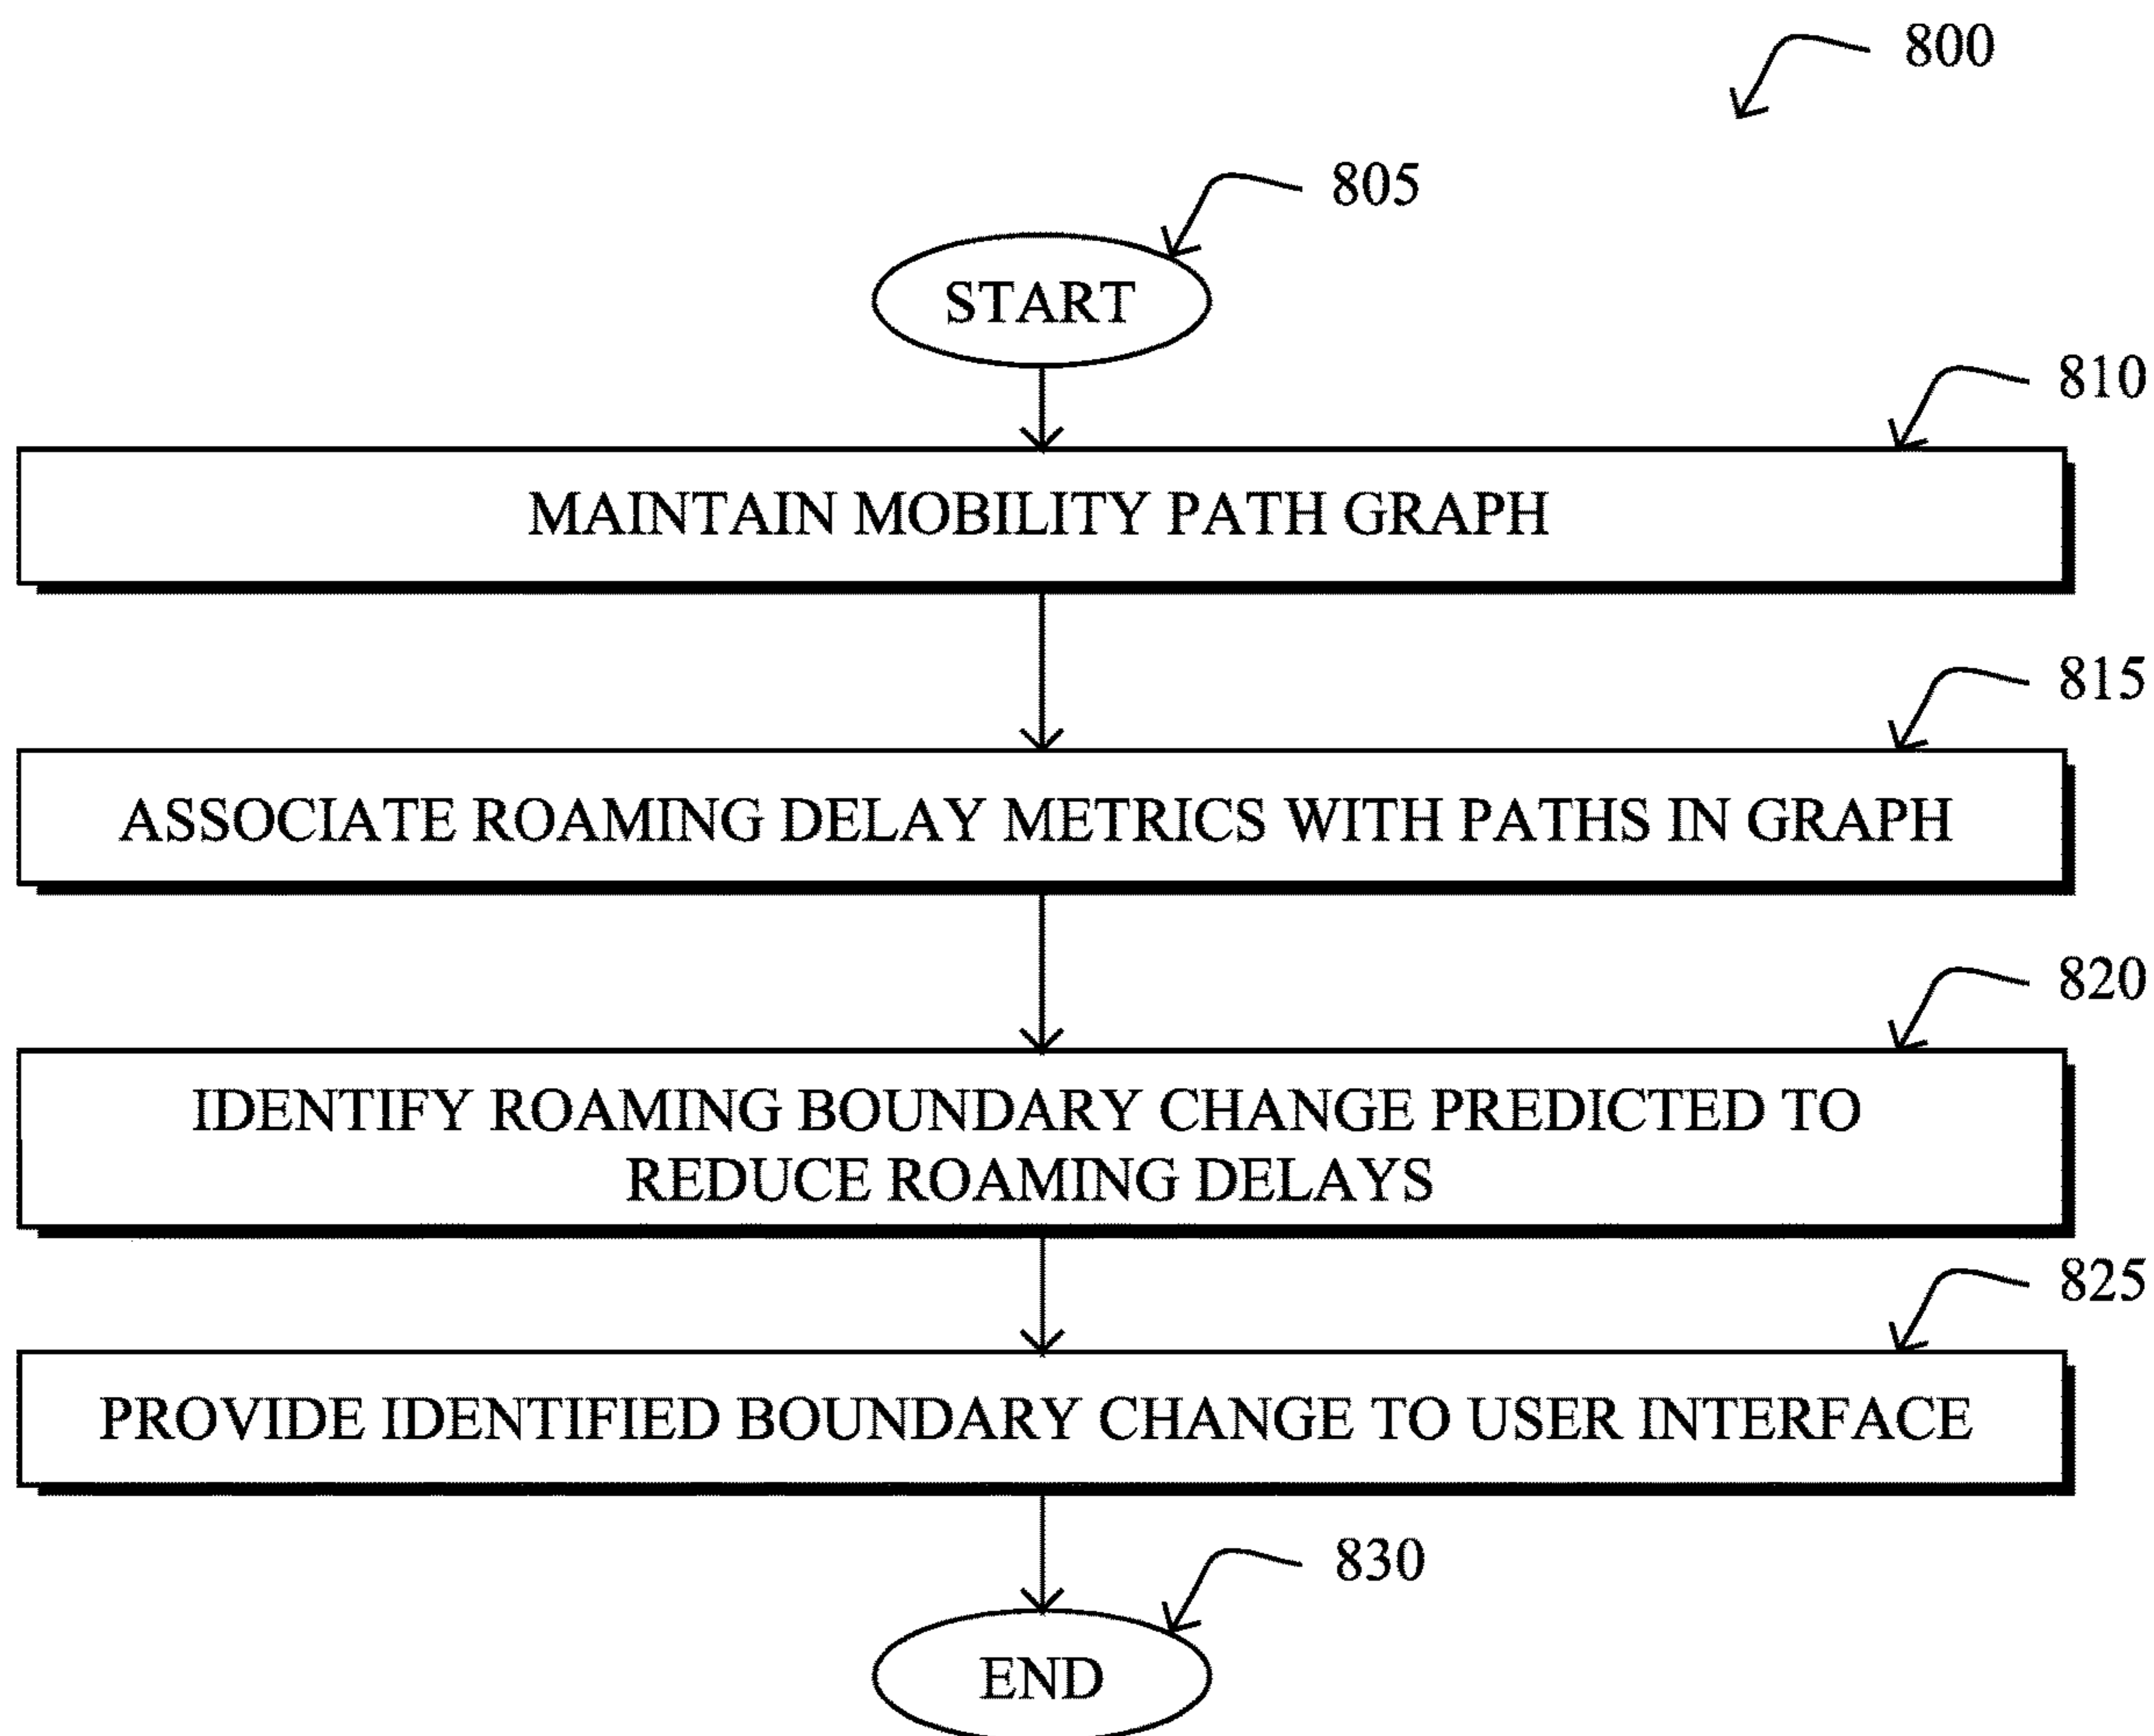 800
805
START
810
MAINTAIN MOBILITY PATH GRAPH
815
ASSOCIATE ROAMING DELAY METRICS WITH PATHS IN GRAPH
820
IDENTIFY ROAMING BOUNDARY CHANGE PREDICTED TO
REDUCE ROAMING DELAYS
825
PROVIDE IDENTIFIED BOUNDARY CHANGE TO USER INTERFACE
830
END